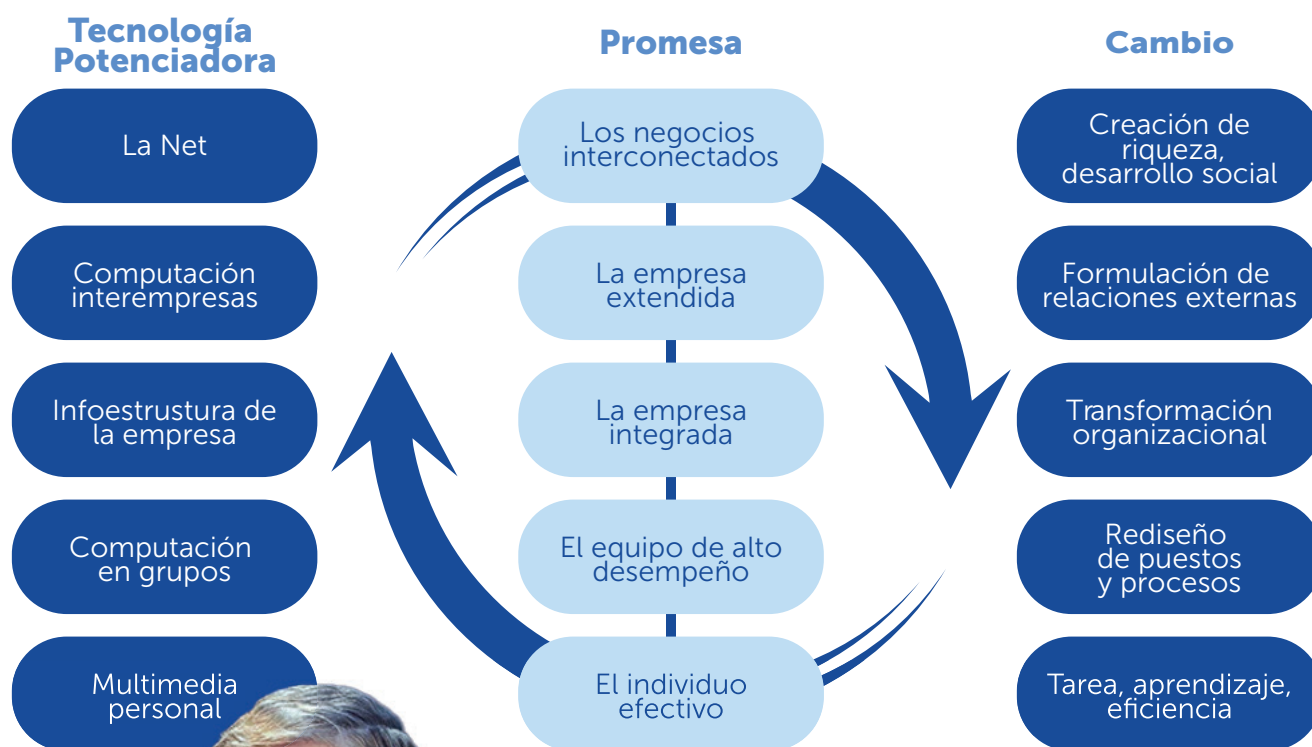 Tecnología
Potenciadora
Promesa
Cambio
La Net
Los negocios
interconectados
Creación de
riqueza,
desarrollo social
Computación
interempresas
La empresa
extendida
Formulación de
relaciones externas
Infoestrustura de
la empresa
La empresa
integrada
Transformación
organizacional
Computación
en grupos
El equipo de alto
desempeño
Rediseño
de puestos
y procesos
Multimedia
personal
El individuo
efectivo
Tarea, aprendizaje,
eficiencia